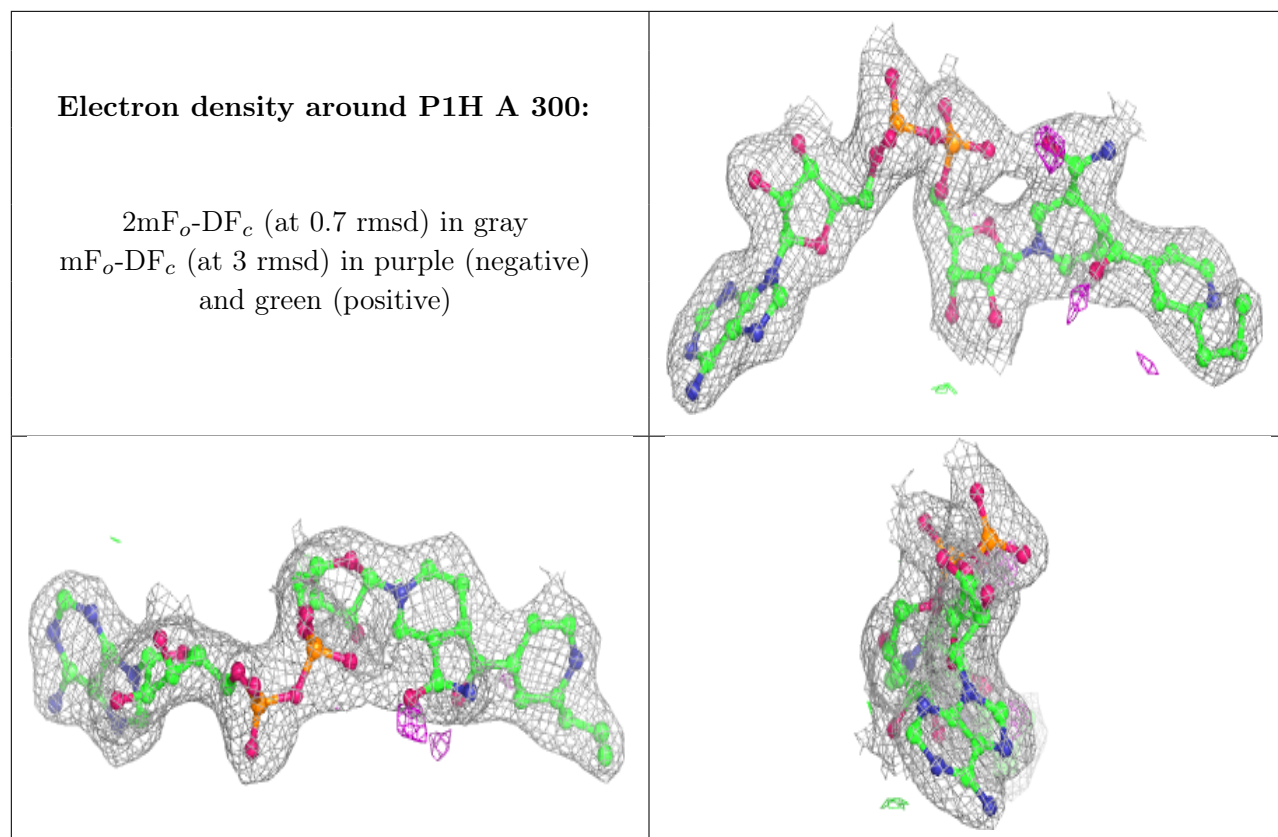 Electron density around P1H A 300:
2mFo-DFc (at 0.7 rmsd) in gray
mFo-DFc (at 3 rmsd) in purple (negative)
and green (positive)